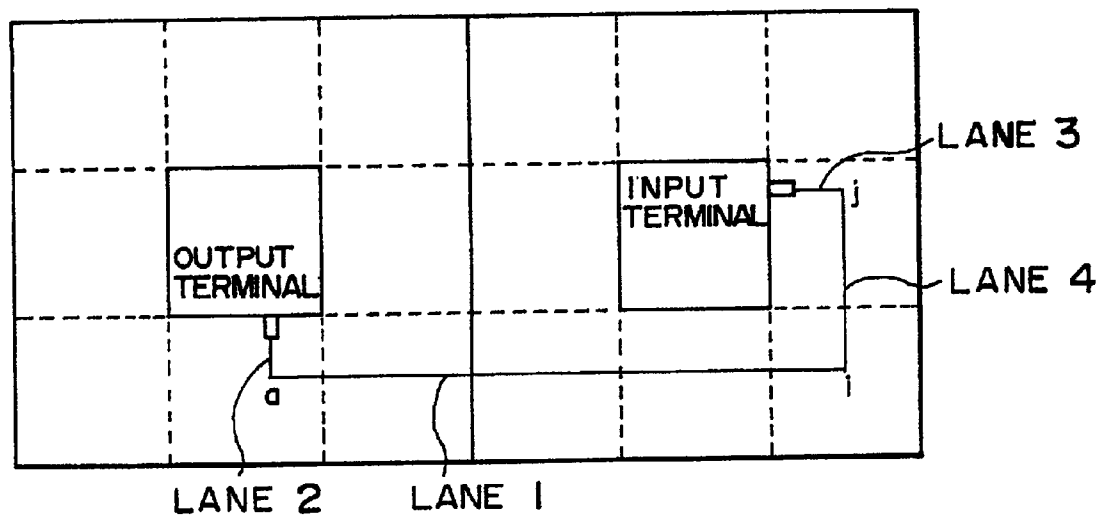 LANE 3
INPUT
TERMINAL
j
OUTPUT
TERMINAL
LANE 4
a
i
LANE 2
LANE 1